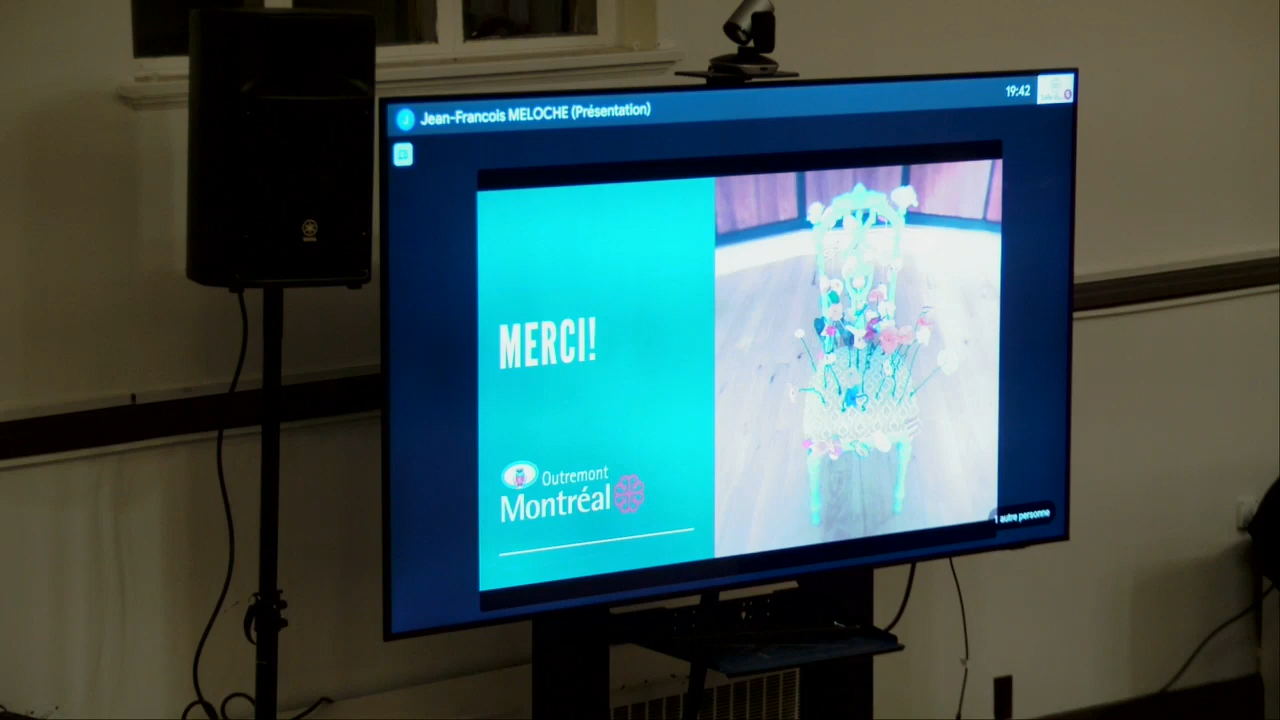 Jean-Francois MELOCHE (Présentation)
19:42
MERCI!
Outremont
Montréal
1 autre personne